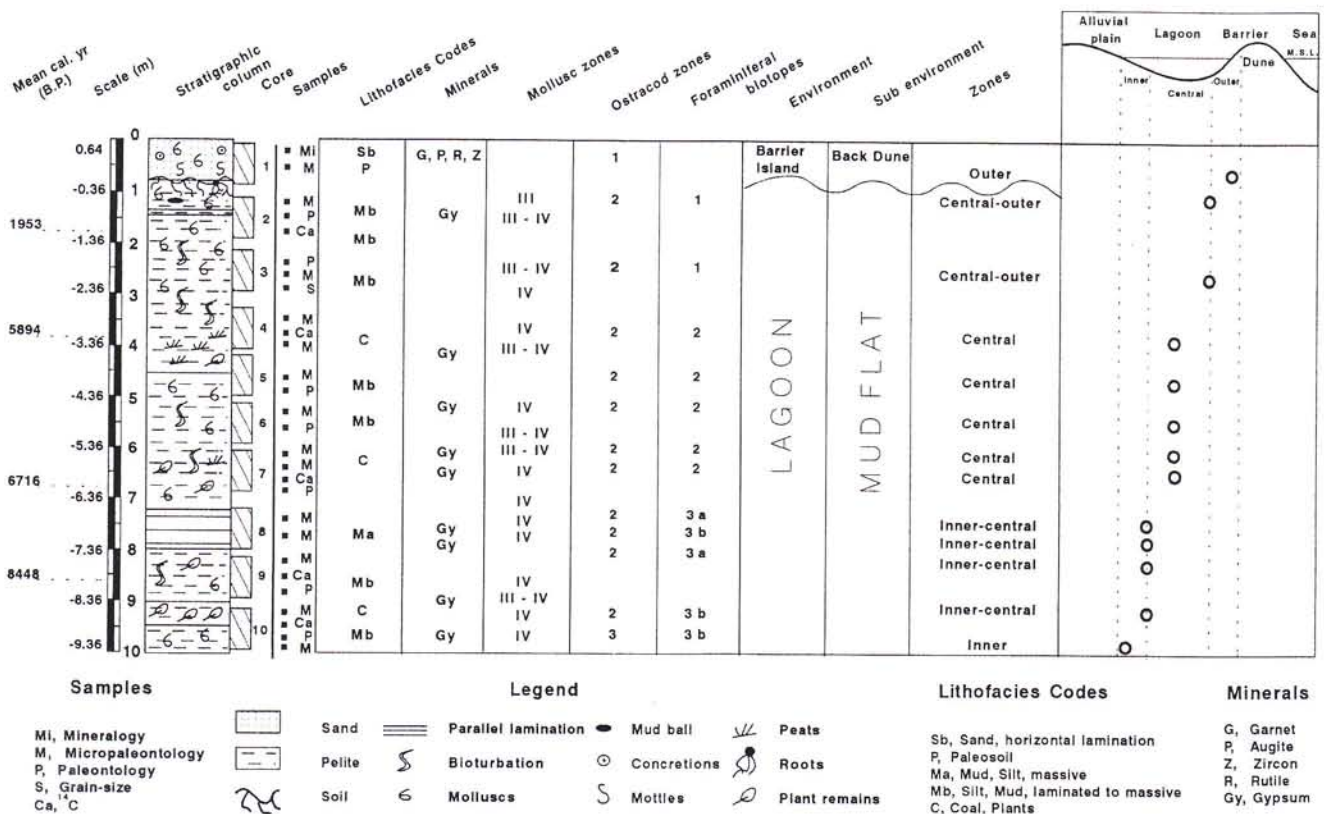 Mean cal. yr (B.P.)
Scale (m)
Stratigraphic column
Core
Samples
Lithofacies Codes
Minerals
Mollusc zones
Ostracod zones
Foraminiferal biotopes
Environment
Sub environment
Zones
Alluvial plain
Lagoon
Barrier
Sea
M.S.L.
Dune
Inner
Central
Outer
0
0.64
1 Mi Sb G, P, R, Z 1 Barrier Island Back Dune
M P
Outer
-0.36 1
M III 2 1 Central-outer
2 P Mb Gy III - IV
1953 Ca
-1.36 Mb
2
P
3 M Mb III - IV 2 1 Central-outer
-2.36 S
3 IV
M
5894 4 Ca C IV 2 2 Central
-3.36 M III - IV
4 Gy
5 M 2 2 Central
-4.36 P Mb
5
M Gy IV 2 2
6 P Mb Central
-5.36 III - IV
6 M Gy III - IV 2 2 Central
7 M C
6716 Ca Gy IV 2 2 Central
-6.36 P
7 IV
M IV 2 3 a Inner-central
8 M Ma Gy IV 2 3 b Inner-central
-7.36 8 Gy 2 3 a
M Inner-central
8448 9 Ca Mb IV
P
-8.36 9 Gy III - IV
M C IV 2 3 b Inner-central
Ca
10 P Mb Gy IV 3 3 b
-9.36 10 M Inner
LAGOON
MUD FLAT
Samples
Mi, Mineralogy
M, Micropaleontology
P, Paleontology
S, Grain-size
Ca, 14C
Legend
Sand Parallel lamination Mud ball Peats
Pelite Bioturbation Concretions Roots
Soil Molluscs Mottles Plant remains
Lithofacies Codes
Sb, Sand, horizontal lamination
P, Paleosoil
Ma, Mud, Silt, massive
Mb, Silt, Mud, laminated to massive
C, Coal, Plants
Minerals
G, Garnet
P, Augite
Z, Zircon
R, Rutile
Gy, Gypsum